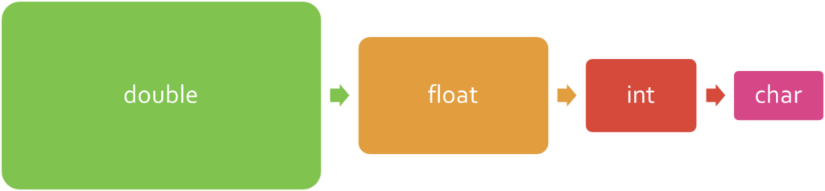 double
float
int
char